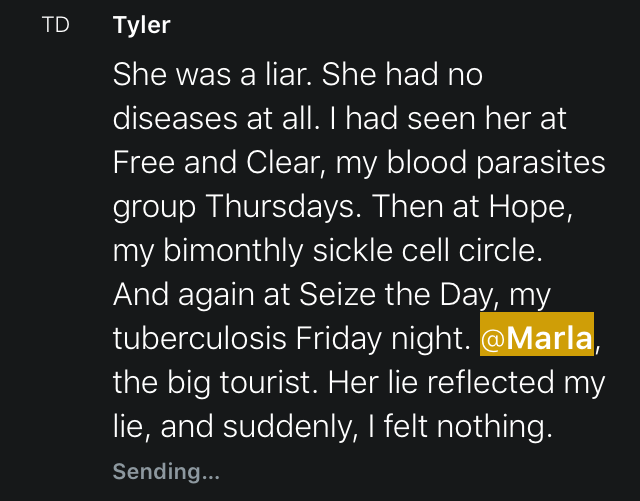 TD
Tyler
She was a liar. She had no
diseases at all. I had seen her at
Free and Clear, my blood parasites
group Thursdays. Then at Hope,
my bimonthly sickle cell circle.
And again at Seize the Day, my
tuberculosis Friday night. @Marla,
the big tourist. Her lie reflected my
lie, and suddenly, I felt nothing.
Sending...